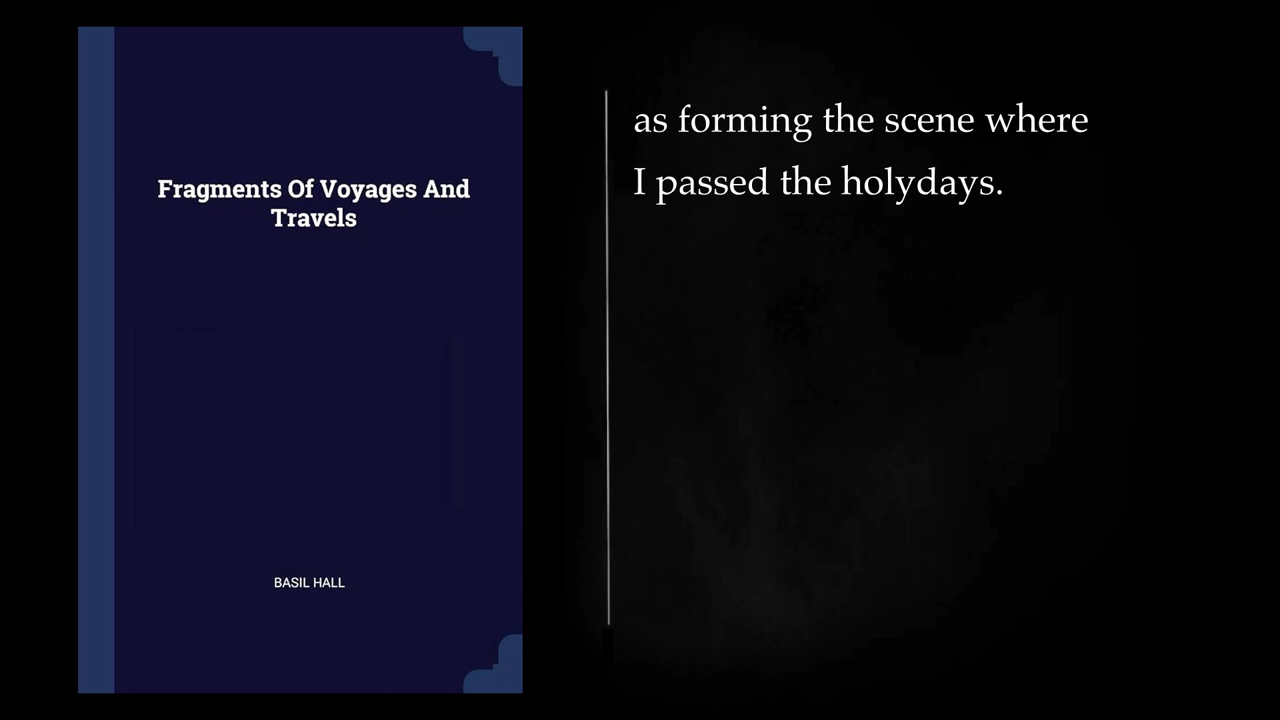 Fragments Of Voyages And
Travels
BASIL HALL
as forming the scene where
I passed the holydays.